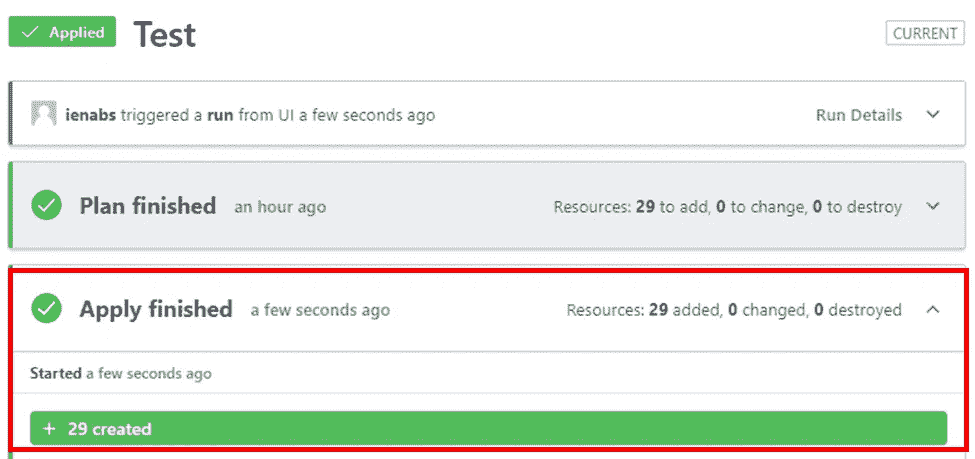 Applied Test CURRENT
ienabs triggered a run from UI a few seconds ago Run Details
Plan finished an hour ago Resources: 29 to add, 0 to change, 0 to destroy
Apply finished a few seconds ago Resources: 29 added, 0 changed, 0 destroyed
Started a few seconds ago
+ 29 created